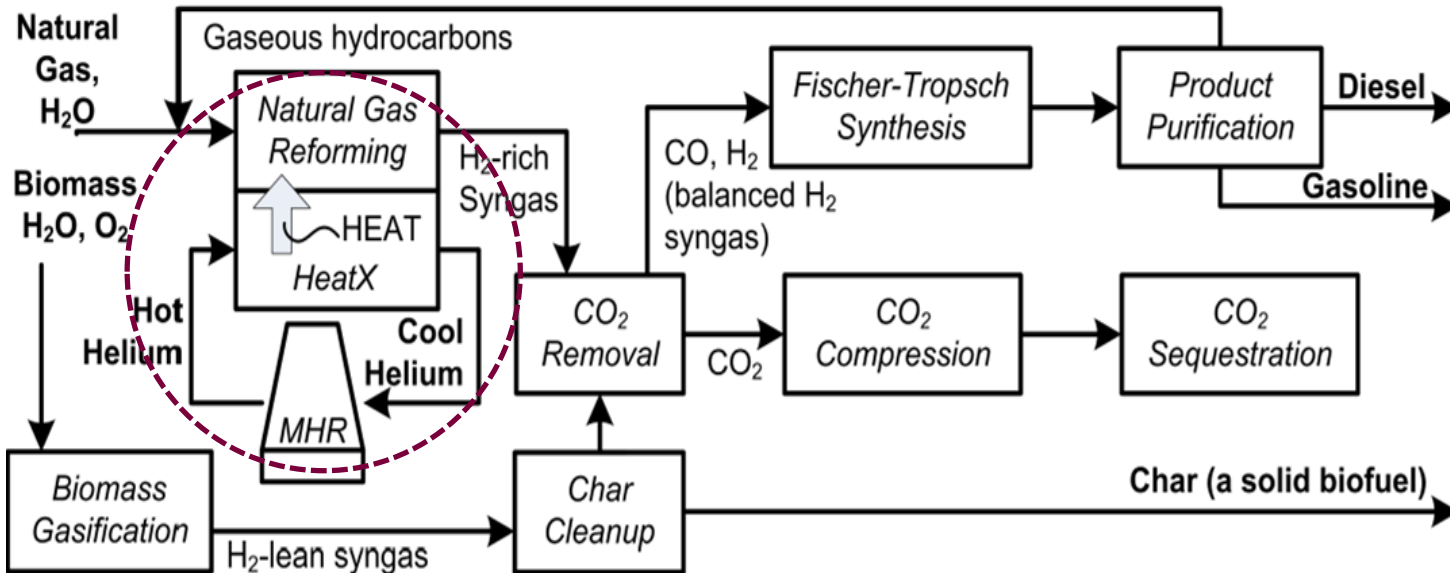 Natural
Gas,
H₂O
Gaseous hydrocarbons
Natural Gas
Reforming
H₂-rich
Syngas
HEAT
HeatX
Hot
Helium
Cool
Helium
MHR
Biomass
H₂O, O₂
Biomass
Gasification
H₂-lean syngas
Char
Cleanup
CO₂
Removal
CO, H₂
(balanced H₂
syngas)
Fischer-Tropsch
Synthesis
Product
Purification
Diesel
Gasoline
CO₂
CO₂
Compression
CO₂
Sequestration
Char (a solid biofuel)